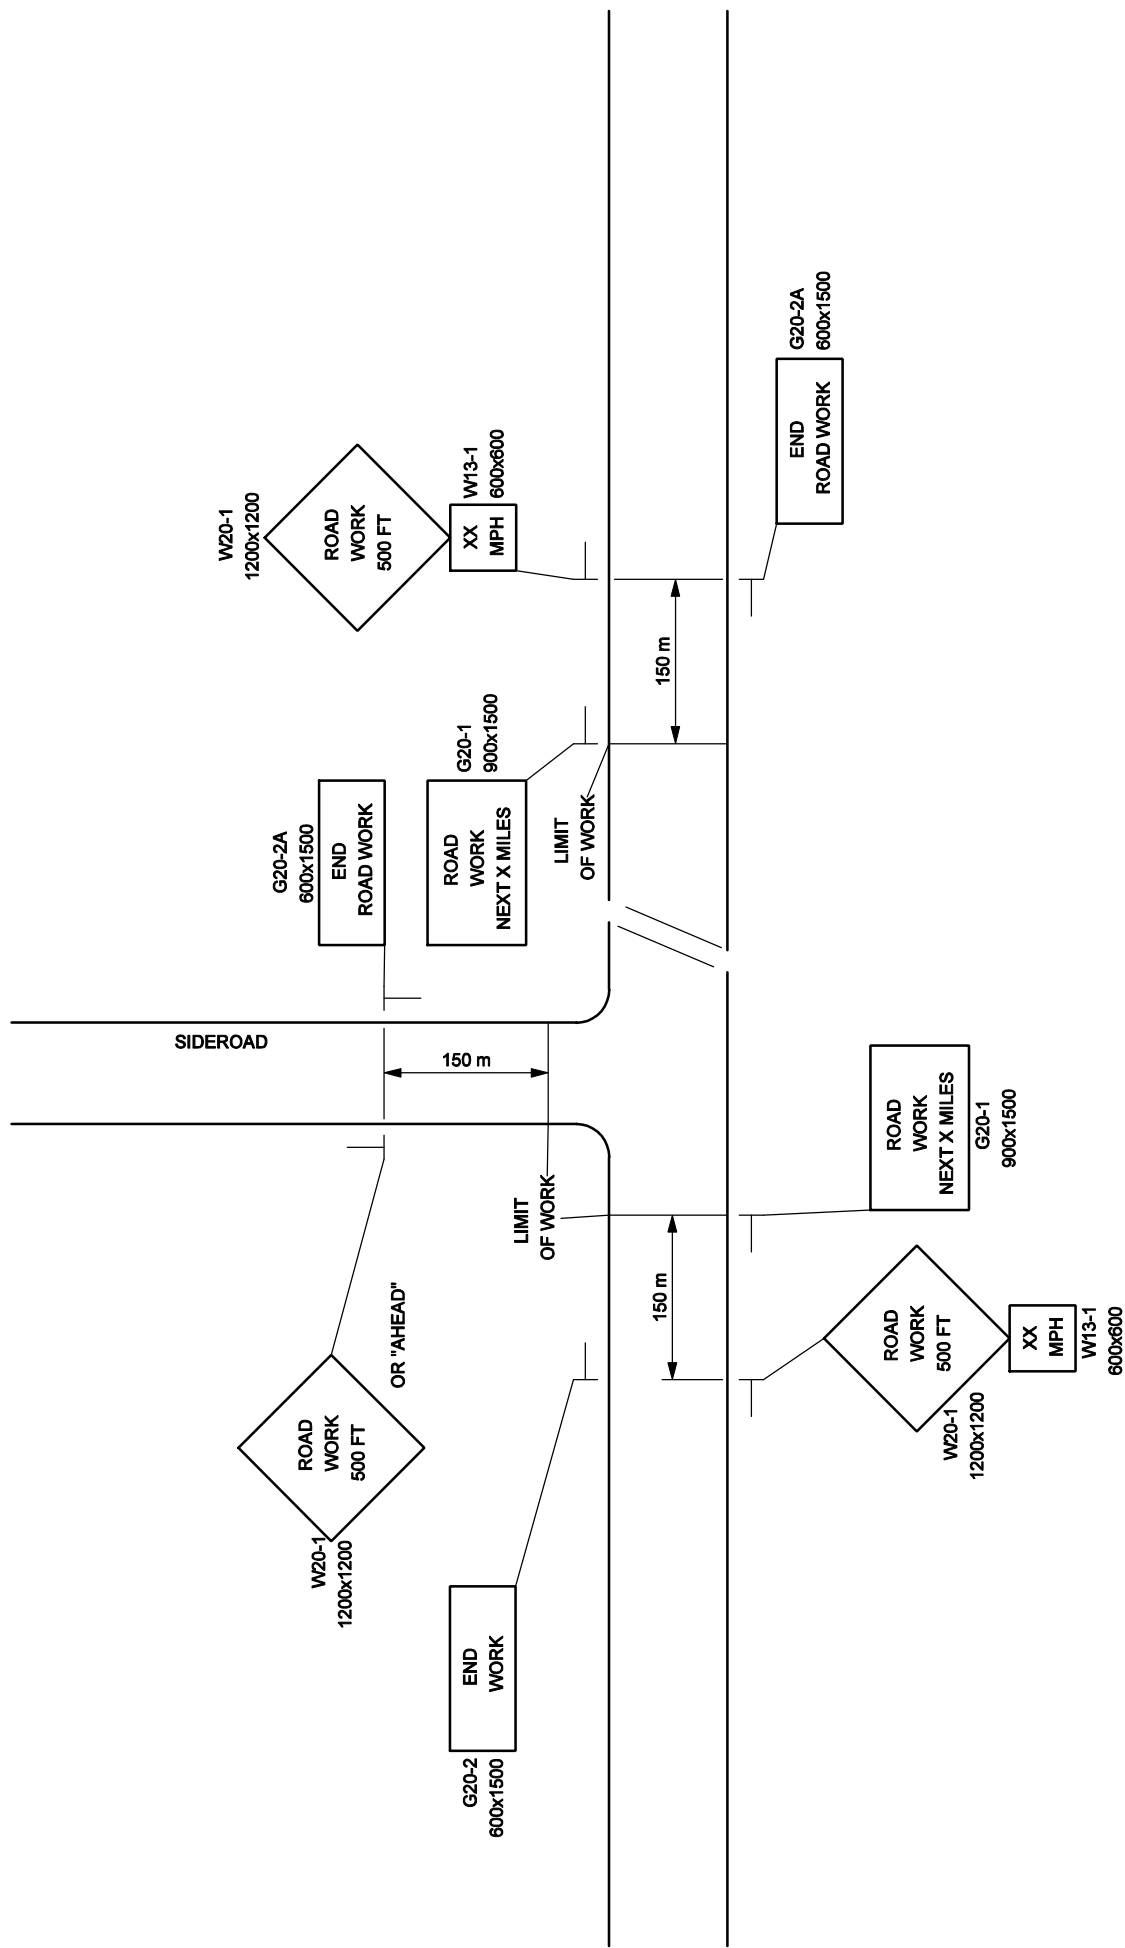 W20-1
1200x1200
ROAD
WORK
500 FT
XX
MPH
W13-1
600x600
END
ROAD WORK
G20-2A
600x1500
150 m
G20-2A
600x1500
END
ROAD WORK
G20-1
900x1500
ROAD
WORK
NEXT X MILES
LIMIT
OF WORK
SIDEROAD
150 m
LIMIT
OF WORK
ROAD
WORK
NEXT X MILES
G20-1
900x1500
150 m
OR "AHEAD"
ROAD
WORK
500 FT
W20-1
1200x1200
ROAD
WORK
500 FT
W20-1
1200x1200
XX
MPH
W13-1
600x600
END
WORK
G20-2
600x1500